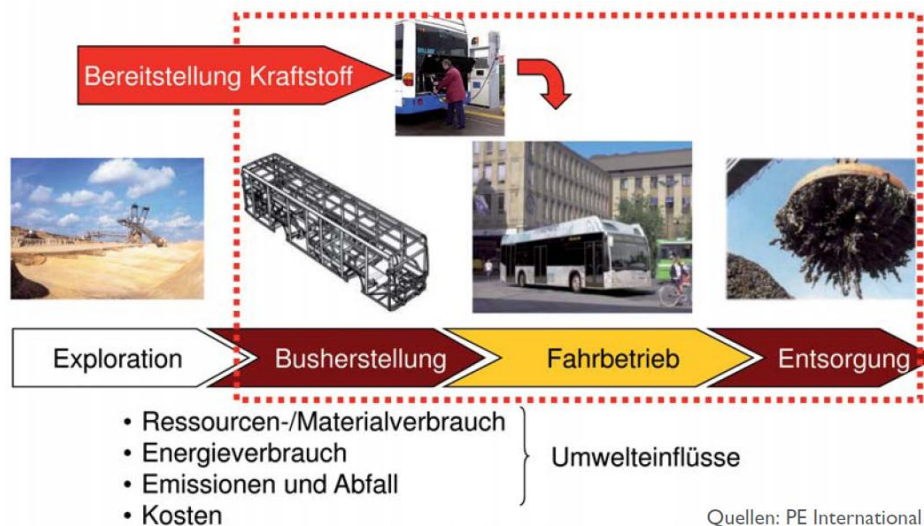 Bereitstellung Kraftstoff
Exploration
Busherstellung
Fahrbetrieb
Entsorgung
• Ressourcen-/Materialverbrauch
• Energieverbrauch
• Emissionen und Abfall
• Kosten
Umwelteinflüsse
Quellen: PE International